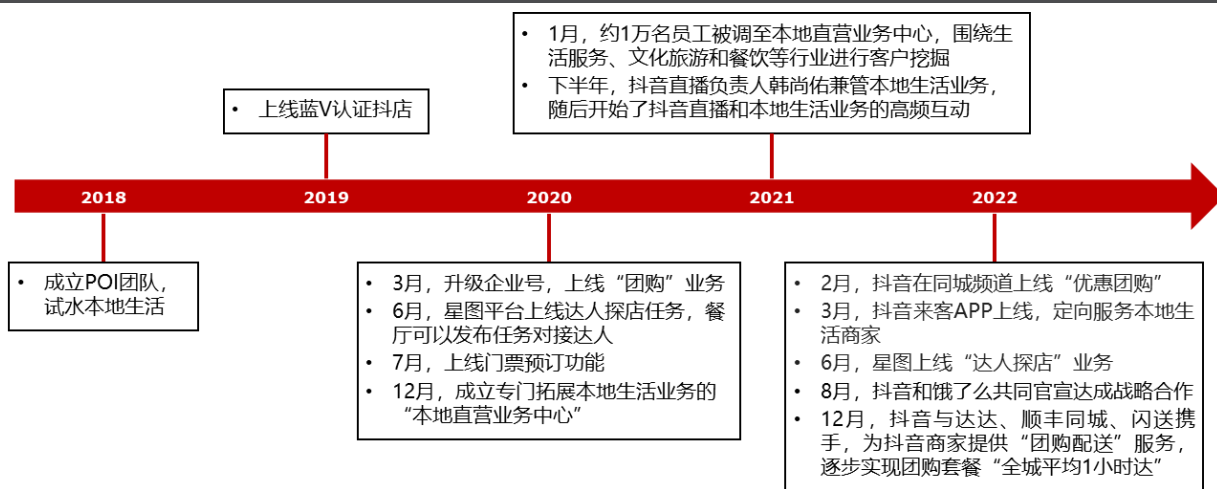 • 1月，约1万名员工被调至本地直营业务中心，围绕生
活服务、文化旅游和餐饮等行业进行客户挖掘
• 下半年，抖音直播负责人韩尚佑兼管本地生活业务，
随后开始了抖音直播和本地生活业务的高频互动
• 上线蓝V认证抖店
2018
2019
2020
2021
2022
• 成立POI团队，
试水本地生活
• 3月，升级企业号，上线“团购”业务
• 6月，星图平台上线达人探店任务，餐
厅可以发布任务对接达人
• 7月，上线门票预订功能
• 12月，成立专门拓展本地生活业务的
“本地直营业务中心”
• 2月，抖音在同城频道上线“优惠团购”
• 3月，抖音来客APP上线，定向服务本地生
活商家
• 6月，星图上线“达人探店”业务
• 8月，抖音和饿了么共同官宣达成战略合作
• 12月，抖音与达达、顺丰同城、闪送携
手，为抖音商家提供“团购配送”服务，
逐步实现团购套餐“全城平均1小时达”